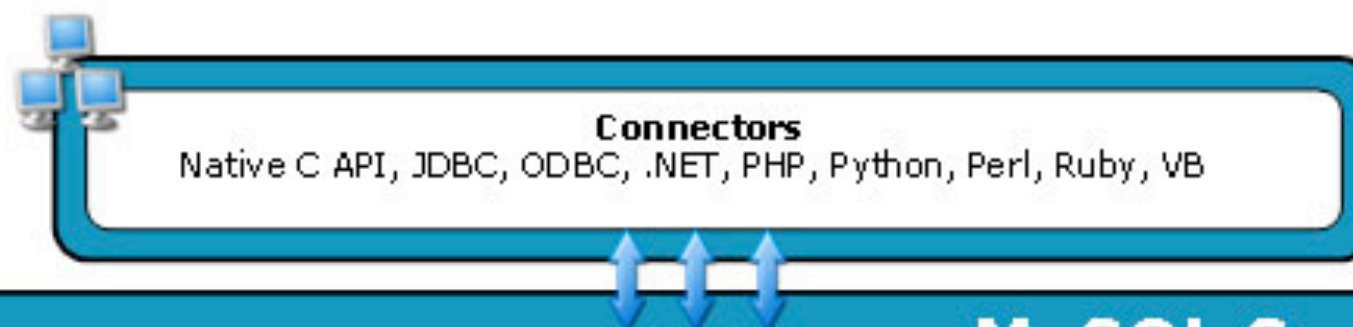 Connectors
Native C API, JDBC, ODBC, .NET, PHP, Python, Perl, Ruby, VB